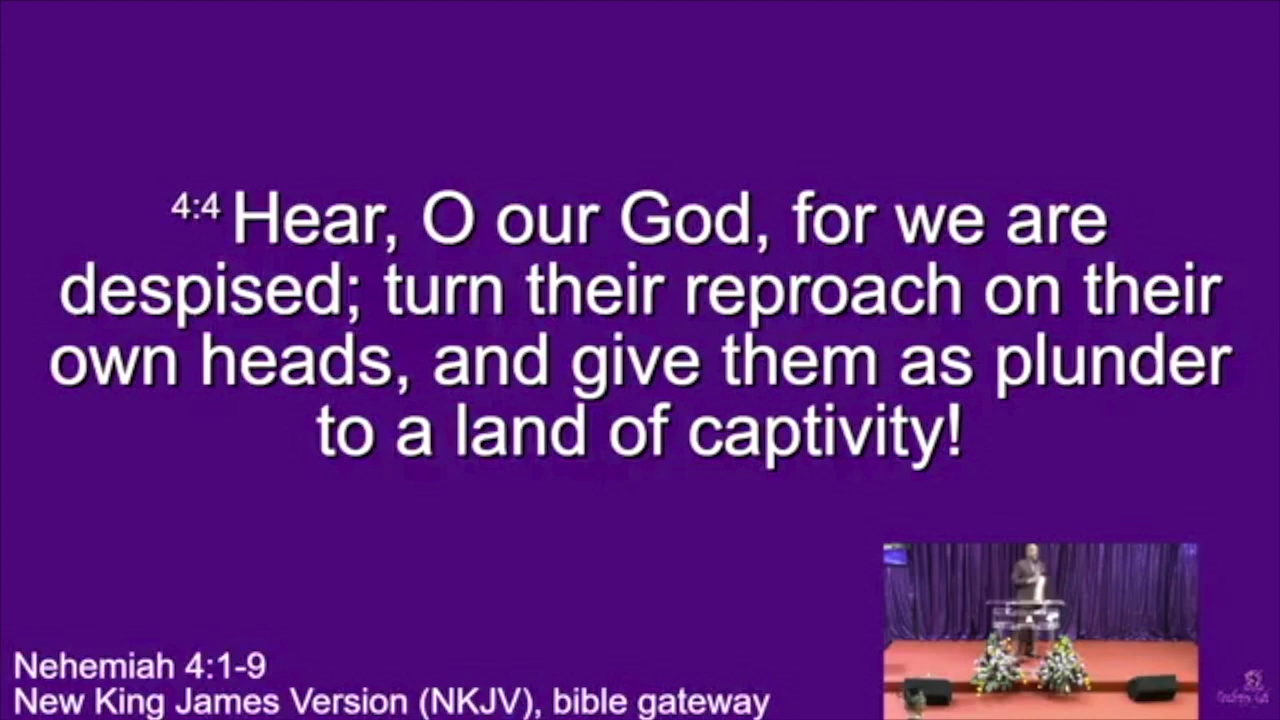 4:4 Hear, O our God, for we are
despised; turn their reproach on their
own heads, and give them as plunder
to a land of captivity!
Nehemiah 4:1-9
New King James Version (NKJV), bible gateway